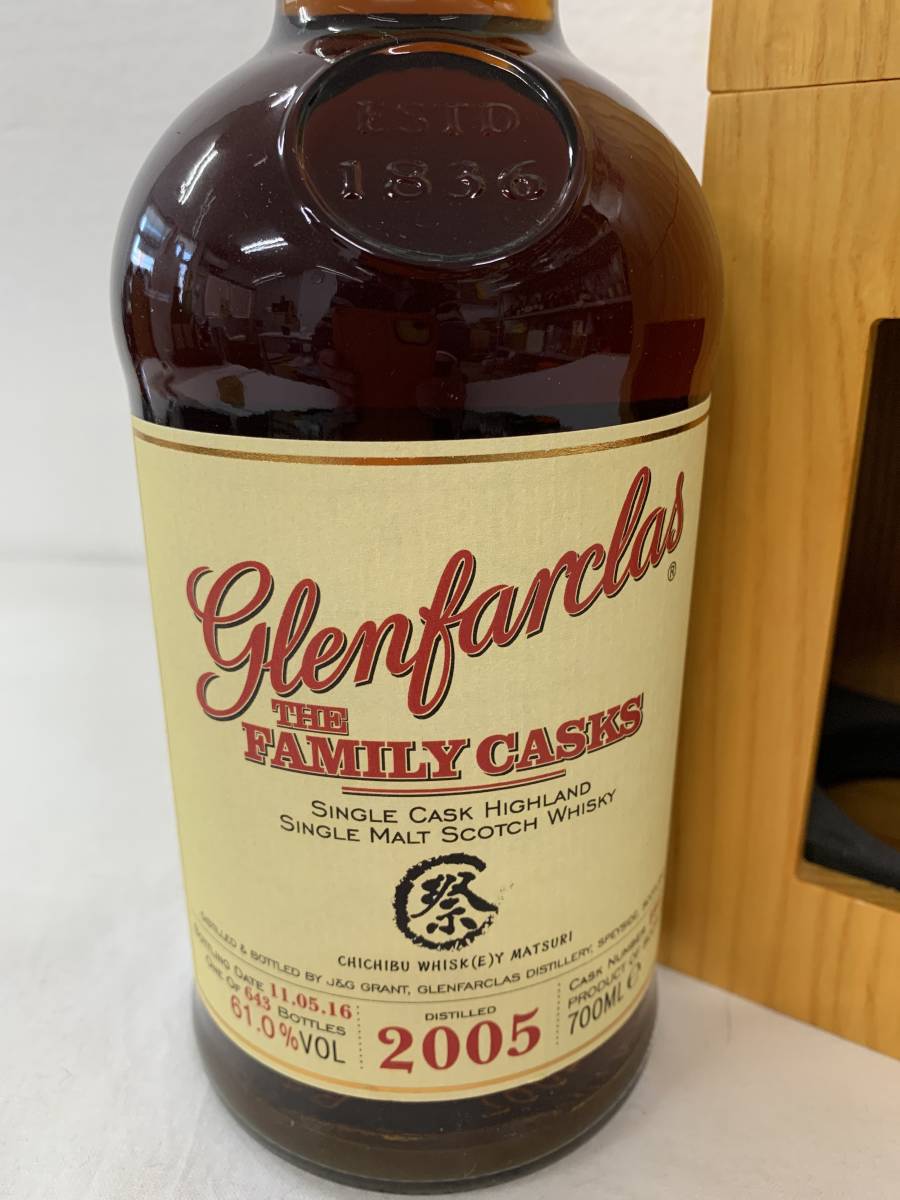 ESTD
1836
Glenfarclas
®
THE
FAMILY CASKS
SINGLE CASK HIGHLAND
SINGLE MALT SCOTCH WHISKY
祭
CHICHIBU WHISK(E)Y MATSURI
DISTILLED & BOTTLED BY J&G GRANT, GLENFARCLAS DISTILLERY, SPEYSIDE,
BOTTLING DATE 11.05.16
ONE OF 643 BOTTLES
61.0%VOL
DISTILLED
2005
CASK NUMBER
PRODUCT OF
700ML